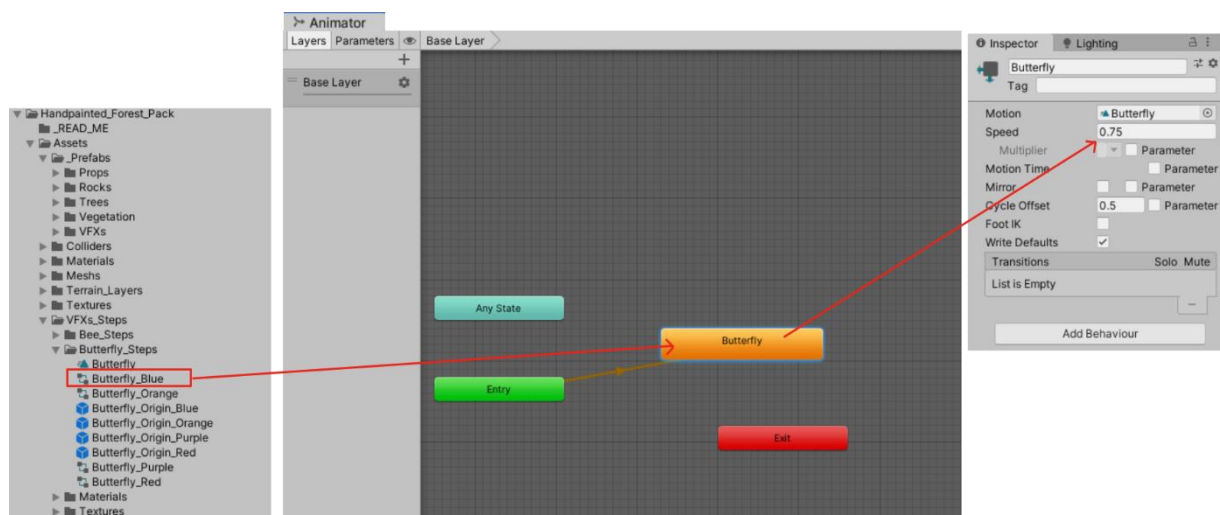 Handpainted_Forest_Pack
_READ_ME
Assets
_Prefabs
Props
Rocks
Trees
Vegetation
VFXs
Colliders
Materials
Meshs
Terrain_Layers
Textures
VFXs_Steps
Bee_Steps
Butterfly_Steps
Butterfly
Butterfly_Blue
Butterfly_Orange
Butterfly_Origin_Blue
Butterfly_Origin_Orange
Butterfly_Origin_Purple
Butterfly_Origin_Red
Butterfly_Purple
Butterfly_Red
Materials
Textures
Animator
Layers Parameters Base Layer
Base Layer
Any State
Butterfly
Entry
Exit
Inspector Lighting
Butterfly
Tag
Motion Butterfly
Speed 0.75
Multiplier Parameter
Motion Time Parameter
Mirror Parameter
Cycle Offset 0.5 Parameter
Foot IK
Write Defaults
Transitions Solo Mute
List is Empty
Add Behaviour